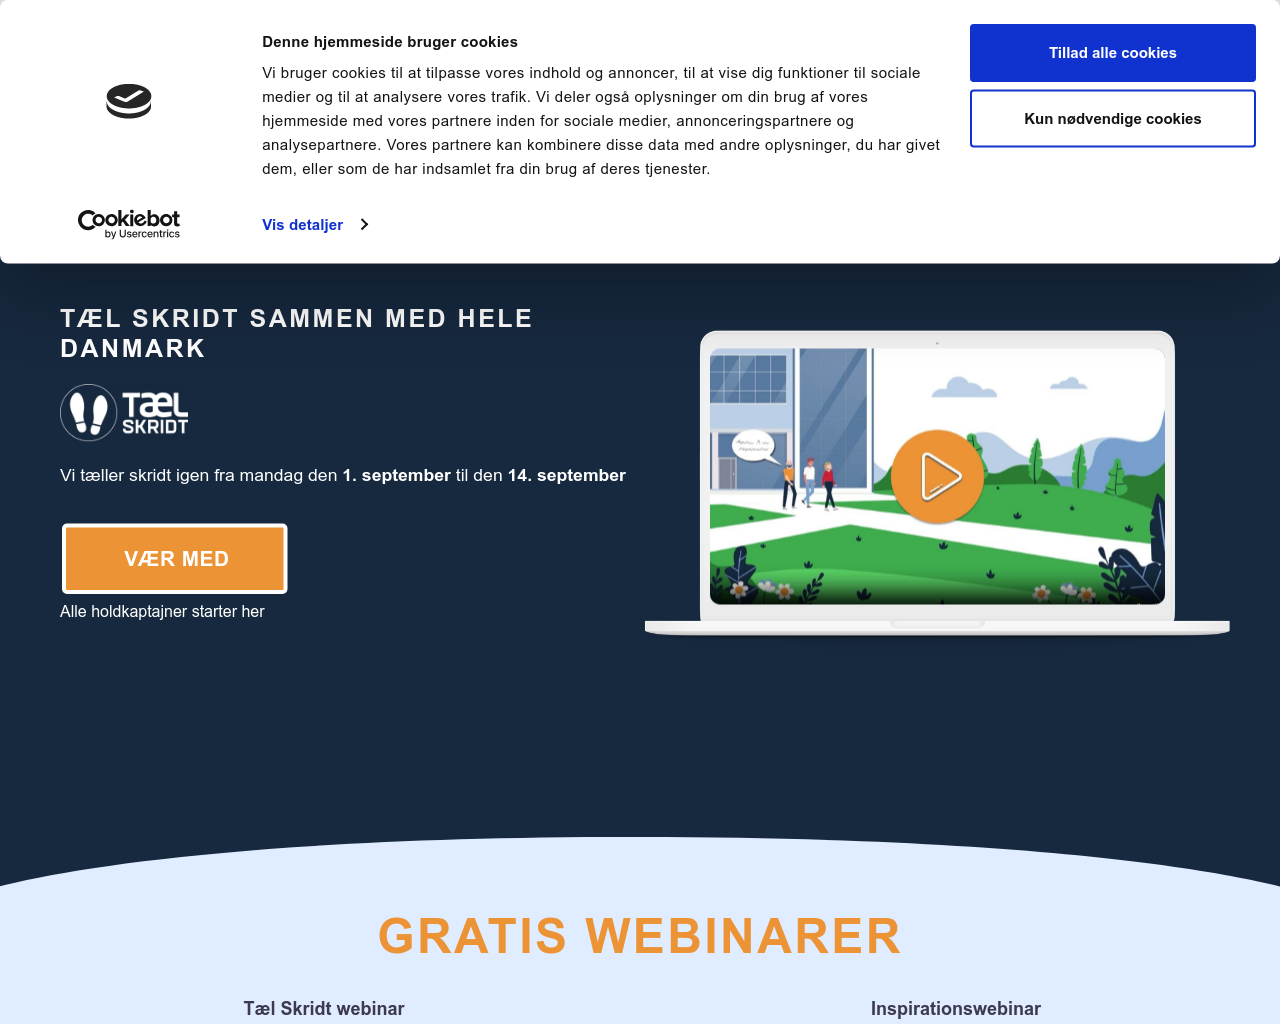 Denne hjemmeside bruger cookies
Vi bruger cookies til at tilpasse vores indhold og annoncer, til at vise dig funktioner til sociale
medier og til at analysere vores trafik. Vi deler også oplysninger om din brug af vores
hjemmeside med vores partnere inden for sociale medier, annonceringspartnere og
analysepartnere. Vores partnere kan kombinere disse data med andre oplysninger, du har givet
dem, eller som de har indsamlet fra din brug af deres tjenester.
Tillad alle cookies
Kun nødvendige cookies
Cookiebot
by Usercentrics
Vis detaljer
TÆL SKRIDT SAMMEN MED HELE
DANMARK
TÆL
SKRIDT
Vi tæller skridt igen fra mandag den 1. september til den 14. september
VÆR MED
Alle holdkaptajner starter her
GRATIS WEBINARER
Tæl Skridt webinar
Inspirationswebinar